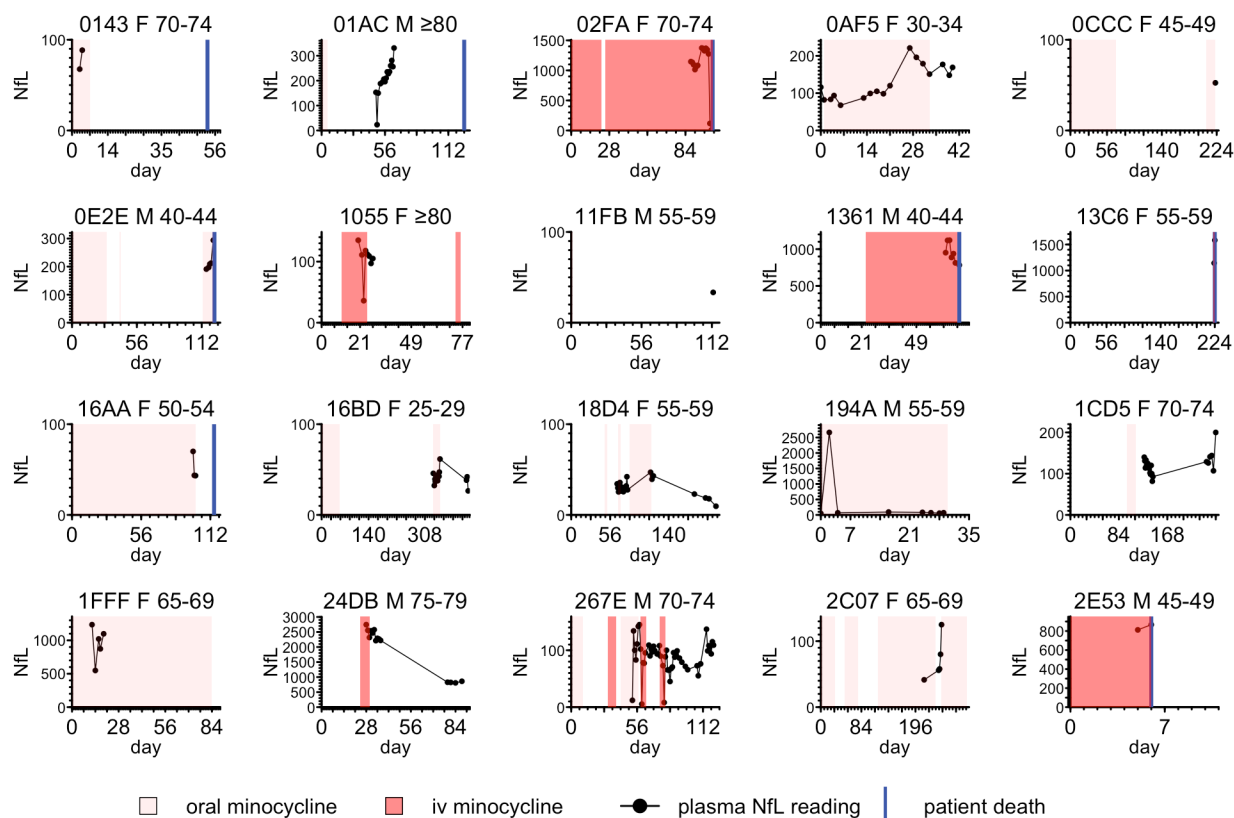 0143 F 70-74 01AC M ≥80 02FA F 70-74 0AF5 F 30-34 0CCC F 45-49
NfL 100 0 0 14 35 56 day
NfL 300 200 100 0 0 56 112 day
NfL 1500 1000 500 0 0 28 84 day
NfL 200 100 0 0 14 28 42 day
NfL 100 0 0 56 140 224 day
0E2E M 40-44 1055 F ≥80 11FB M 55-59 1361 M 40-44 13C6 F 55-59
NfL 300 200 100 0 0 56 112 day
NfL 100 50 0 0 21 49 77 day
NfL 100 0 0 56 112 day
NfL 1000 500 0 0 21 49 day
NfL 1500 1000 500 0 0 56 140 224 day
16AA F 50-54 16BD F 25-29 18D4 F 55-59 194A M 55-59 1CD5 F 70-74
NfL 100 0 0 56 112 day
NfL 100 50 0 0 140 308 day
NfL 100 50 0 0 56 140 day
NfL 2500 2000 1500 1000 500 0 0 7 21 35 day
NfL 200 100 0 0 84 168 day
1FFF F 65-69 24DB M 75-79 267E M 70-74 2C07 F 65-69 2E53 M 45-49
NfL 1000 500 0 0 28 56 84 day
NfL 3000 2500 2000 1500 1000 500 0 0 28 56 84 day
NfL 100 0 0 56 112 day
NfL 100 50 0 0 84 196 day
NfL 800 600 400 200 0 0 7 day
oral minocycline iv minocycline plasma NfL reading patient death